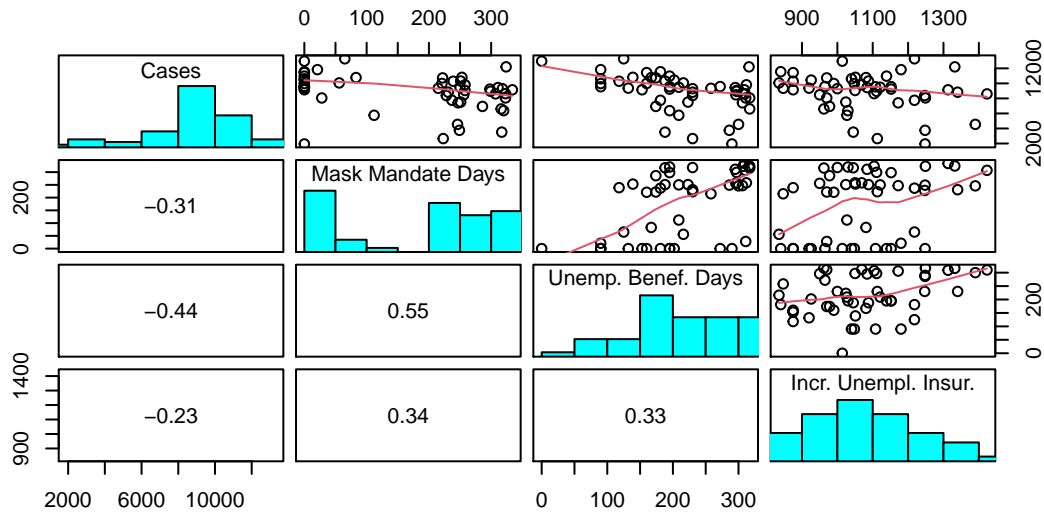 0 100 200 300
900 1100 1300
Cases
2000 12000
Mask Mandate Days
0 200
−0.31
Unemp. Benef. Days
−0.44
0.55
0 200
Incr. Unempl. Insur.
900 1400
−0.23
0.34
0.33
2000 6000 10000
0 100 200 300